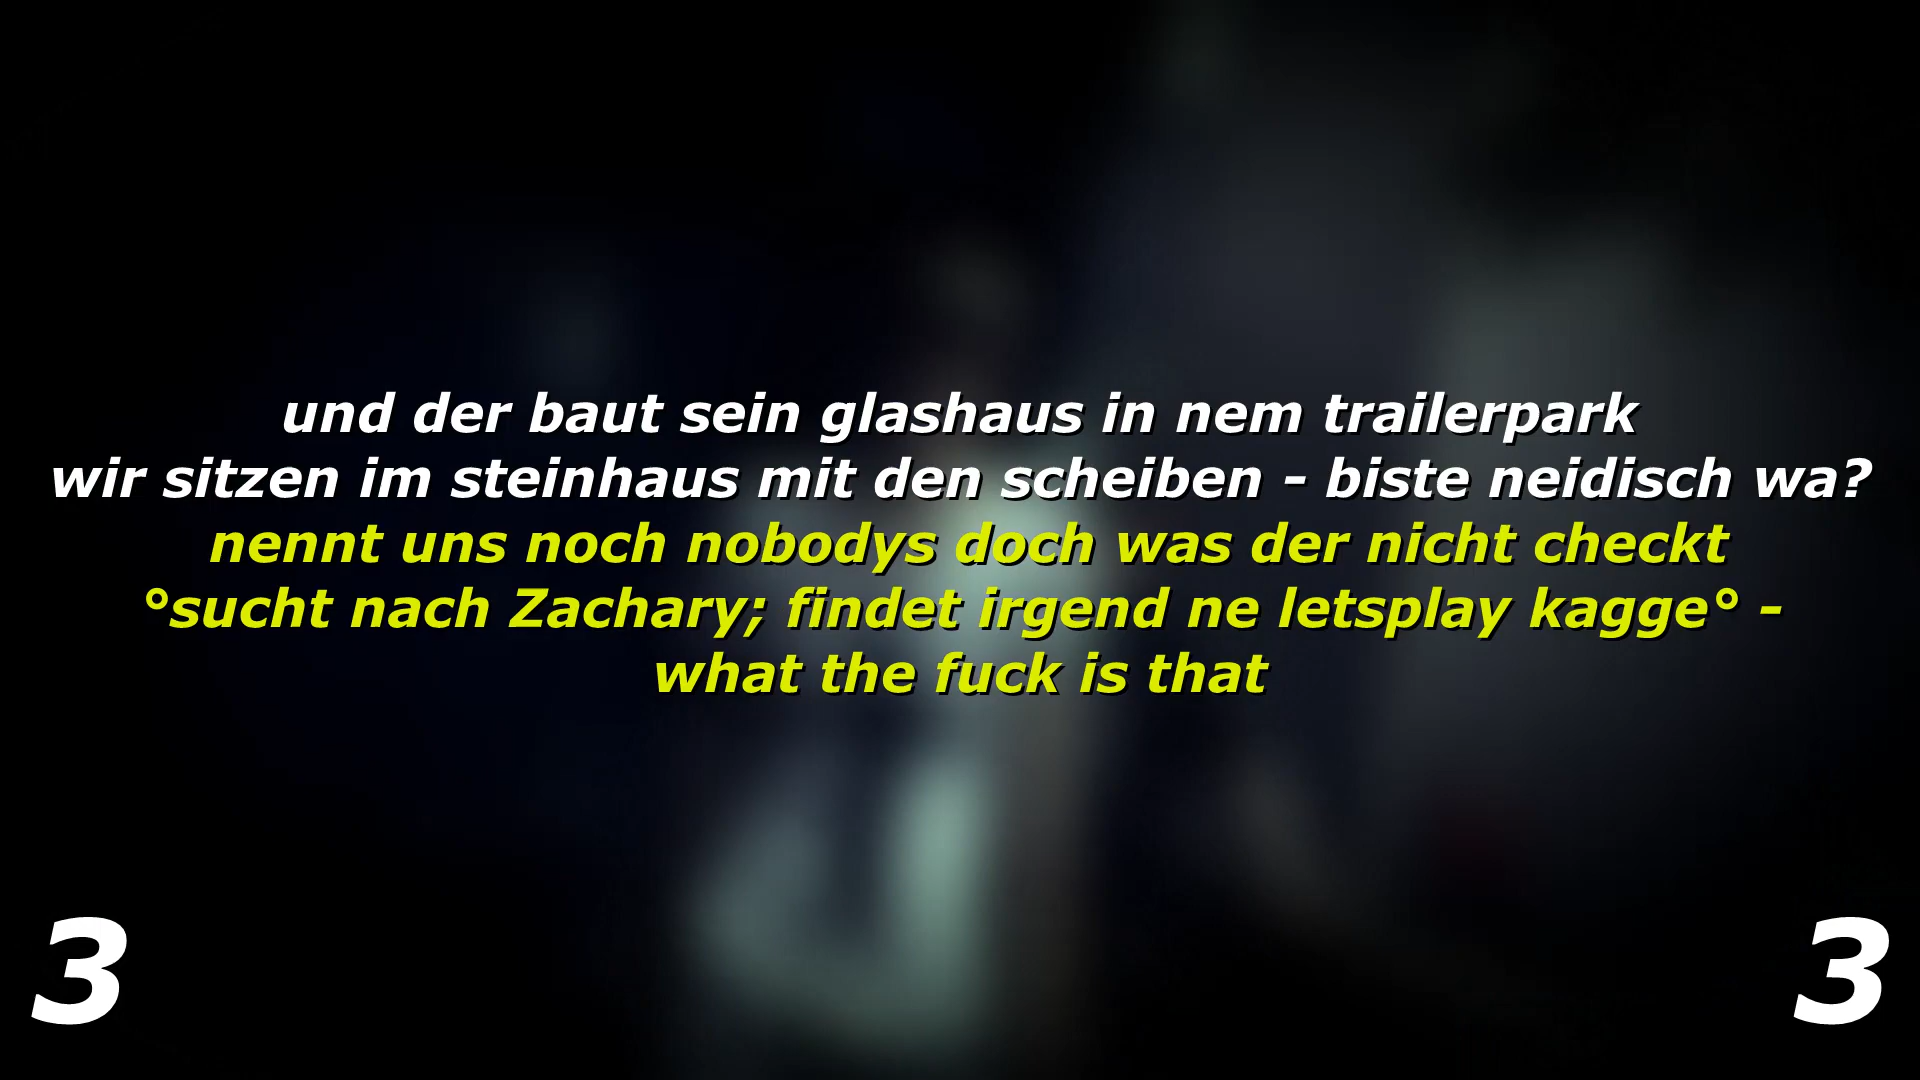 und der baut sein glashaus in nem trailerpark
wir sitzen im steinhaus mit den scheiben - biste neidisch wa?
nennt uns noch nobodys doch was der nicht checkt
°sucht nach Zachary; findet irgend ne letsplay kagge° -
what the fuck is that
3 3